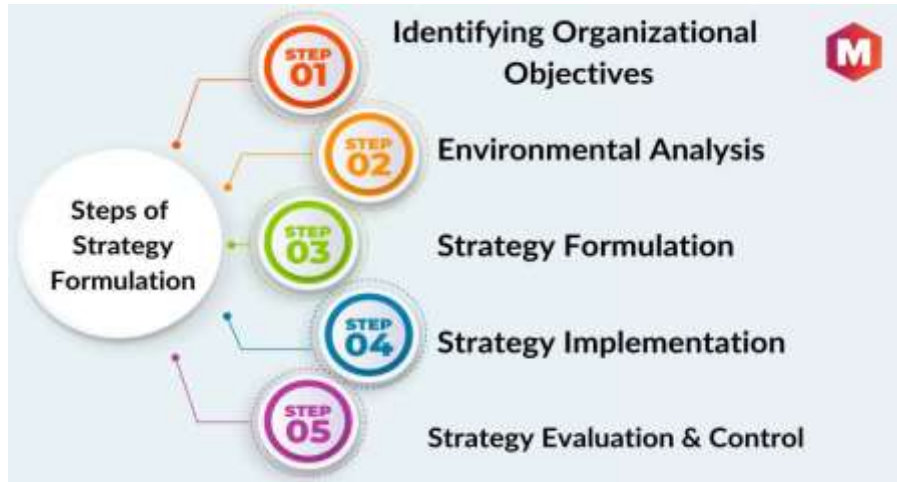 STEP
01
Identifying Organizational
Objectives
M
STEP
02
Environmental Analysis
Steps of
Strategy
Formulation
STEP
03
Strategy Formulation
STEP
04
Strategy Implementation
STEP
05
Strategy Evaluation & Control